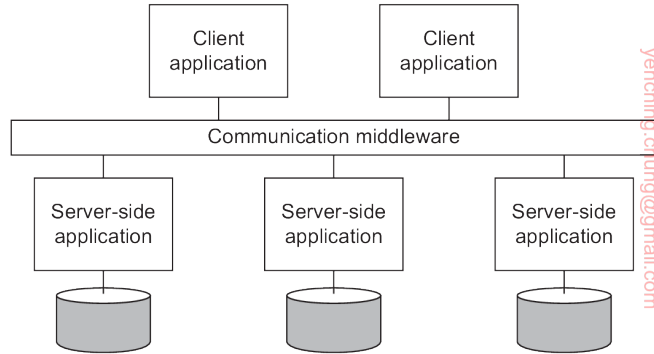 Client
application
Client
application
Communication middleware
Server-side
application
Server-side
application
Server-side
application
yenching.chung@gmail.com